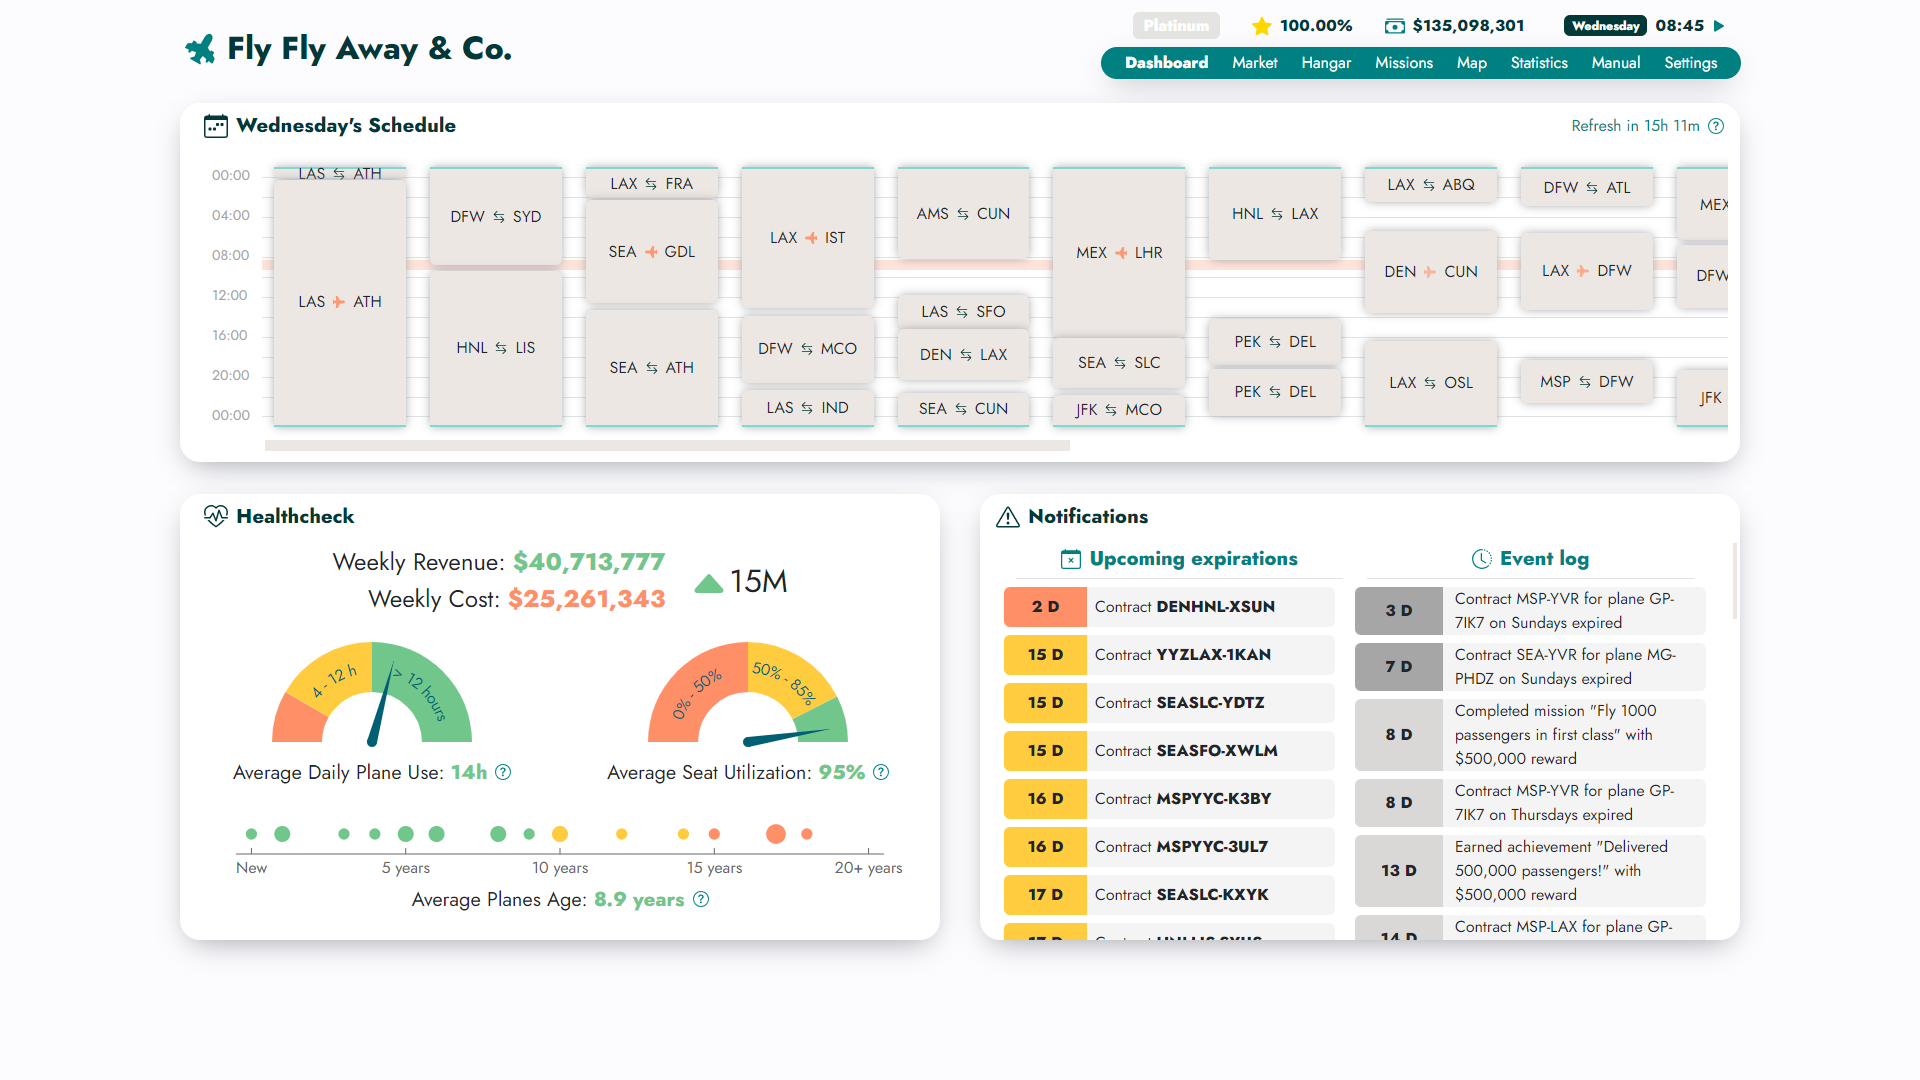 Fly Fly Away & Co.
Platinum
100.00%
$135,098,301
Wednesday 08:45
Dashboard Market Hangar Missions Map Statistics Manual Settings
Wednesday's Schedule
Refresh in 15h 11m ?
00:00
04:00
08:00
12:00
16:00
20:00
00:00
LAS ⇆ ATH
LAS ATH
DFW ⇆ SYD
HNL ⇆ LIS
LAX ⇆ FRA
SEA GDL
SEA ⇆ ATH
LAX IST
DFW ⇆ MCO
LAS ⇆ IND
AMS ⇆ CUN
LAS ⇆ SFO
DEN ⇆ LAX
SEA ⇆ CUN
MEX LHR
SEA ⇆ SLC
JFK ⇆ MCO
HNL ⇆ LAX
PEK ⇆ DEL
PEK ⇆ DEL
LAX ⇆ ABQ
DEN CUN
LAX ⇆ OSL
DFW ⇆ ATL
LAX DFW
MSP ⇆ DFW
MEX
DFW
JFK
Healthcheck
Weekly Revenue: $40,713,777
Weekly Cost: $25,261,343
15M
4 - 12 h
> 12 hours
Average Daily Plane Use: 14h ?
0% - 50%
50% - 85%
Average Seat Utilization: 95% ?
New
5 years
10 years
15 years
20+ years
Average Planes Age: 8.9 years ?
Notifications
Upcoming expirations
2 D Contract DENHNL-XSUN
15 D Contract YYZLAX-1KAN
15 D Contract SEASLC-YDTZ
15 D Contract SEASFO-XWLM
16 D Contract MSPYYC-K3BY
16 D Contract MSPYYC-3UL7
17 D Contract SEASLC-KXYK
17 D Contract
Event log
3 D
Contract MSP-YVR for plane GP-
7IK7 on Sundays expired
7 D
Contract SEA-YVR for plane MG-
PHDZ on Sundays expired
8 D
Completed mission "Fly 1000
passengers in first class" with
$500,000 reward
8 D
Contract MSP-YVR for plane GP-
7IK7 on Thursdays expired
13 D
Earned achievement "Delivered
500,000 passengers!" with
$500,000 reward
14 D
Contract MSP-LAX for plane GP-